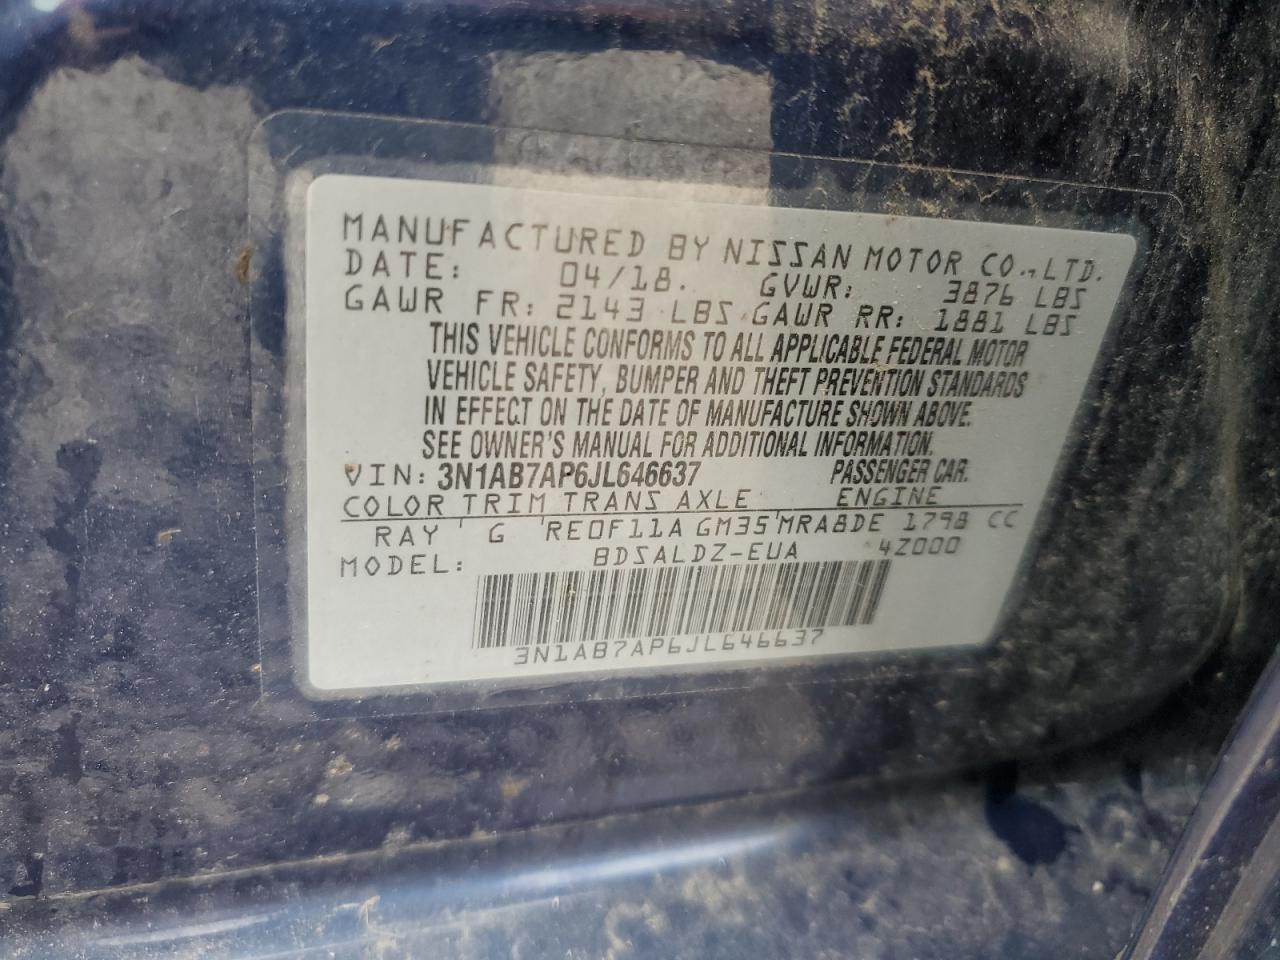 MANUFACTURED BY NISSAN MOTOR CO., LTD.
DATE: 04/18. GVWR: 3876 LBS
GAWR FR: 2143 LBS GAWR RR: 1881 LBS
THIS VEHICLE CONFORMS TO ALL APPLICABLE FEDERAL MOTOR
VEHICLE SAFETY, BUMPER AND THEFT PREVENTION STANDARDS
IN EFFECT ON THE DATE OF MANUFACTURE SHOWN ABOVE.
SEE OWNER'S MANUAL FOR ADDITIONAL INFORMATION.
VIN: 3N1AB7AP6JL646637 PASSENGER CAR.
COLOR TRIM TRANS AXLE ENGINE
RAY G RE0F11A GM35 MRA8DE 1798 CC
MODEL: BDSALDZ-EUA 4Z000
3N1AB7AP6JL646637